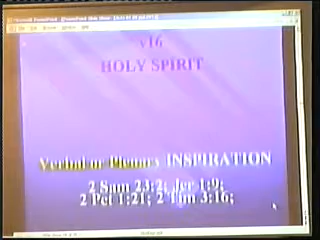 v16
HOLY SPIRIT
Verbal or Plenary INSPIRATION
2 Sam 23:2; Jer 1:9;
2 Pet 1:21; 2 Tim 3:16;